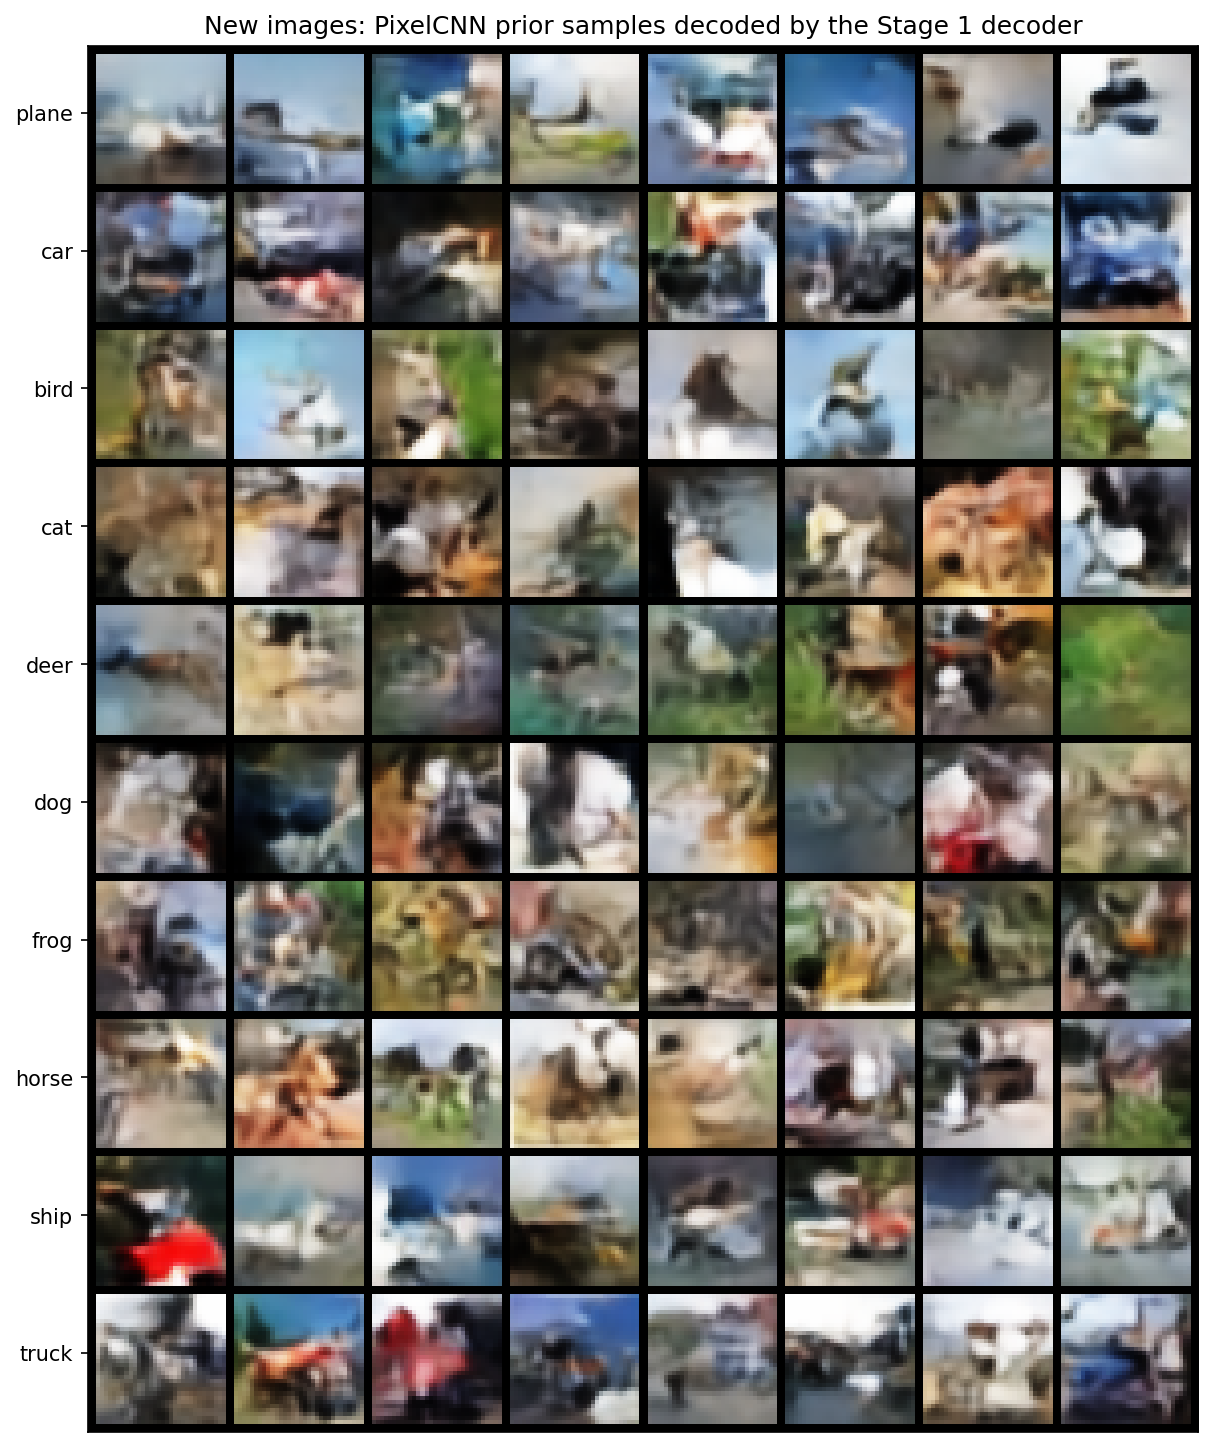 New images: PixelCNN prior samples decoded by the Stage 1 decoder
plane
car
bird
cat
deer
dog
frog
horse
ship
truck